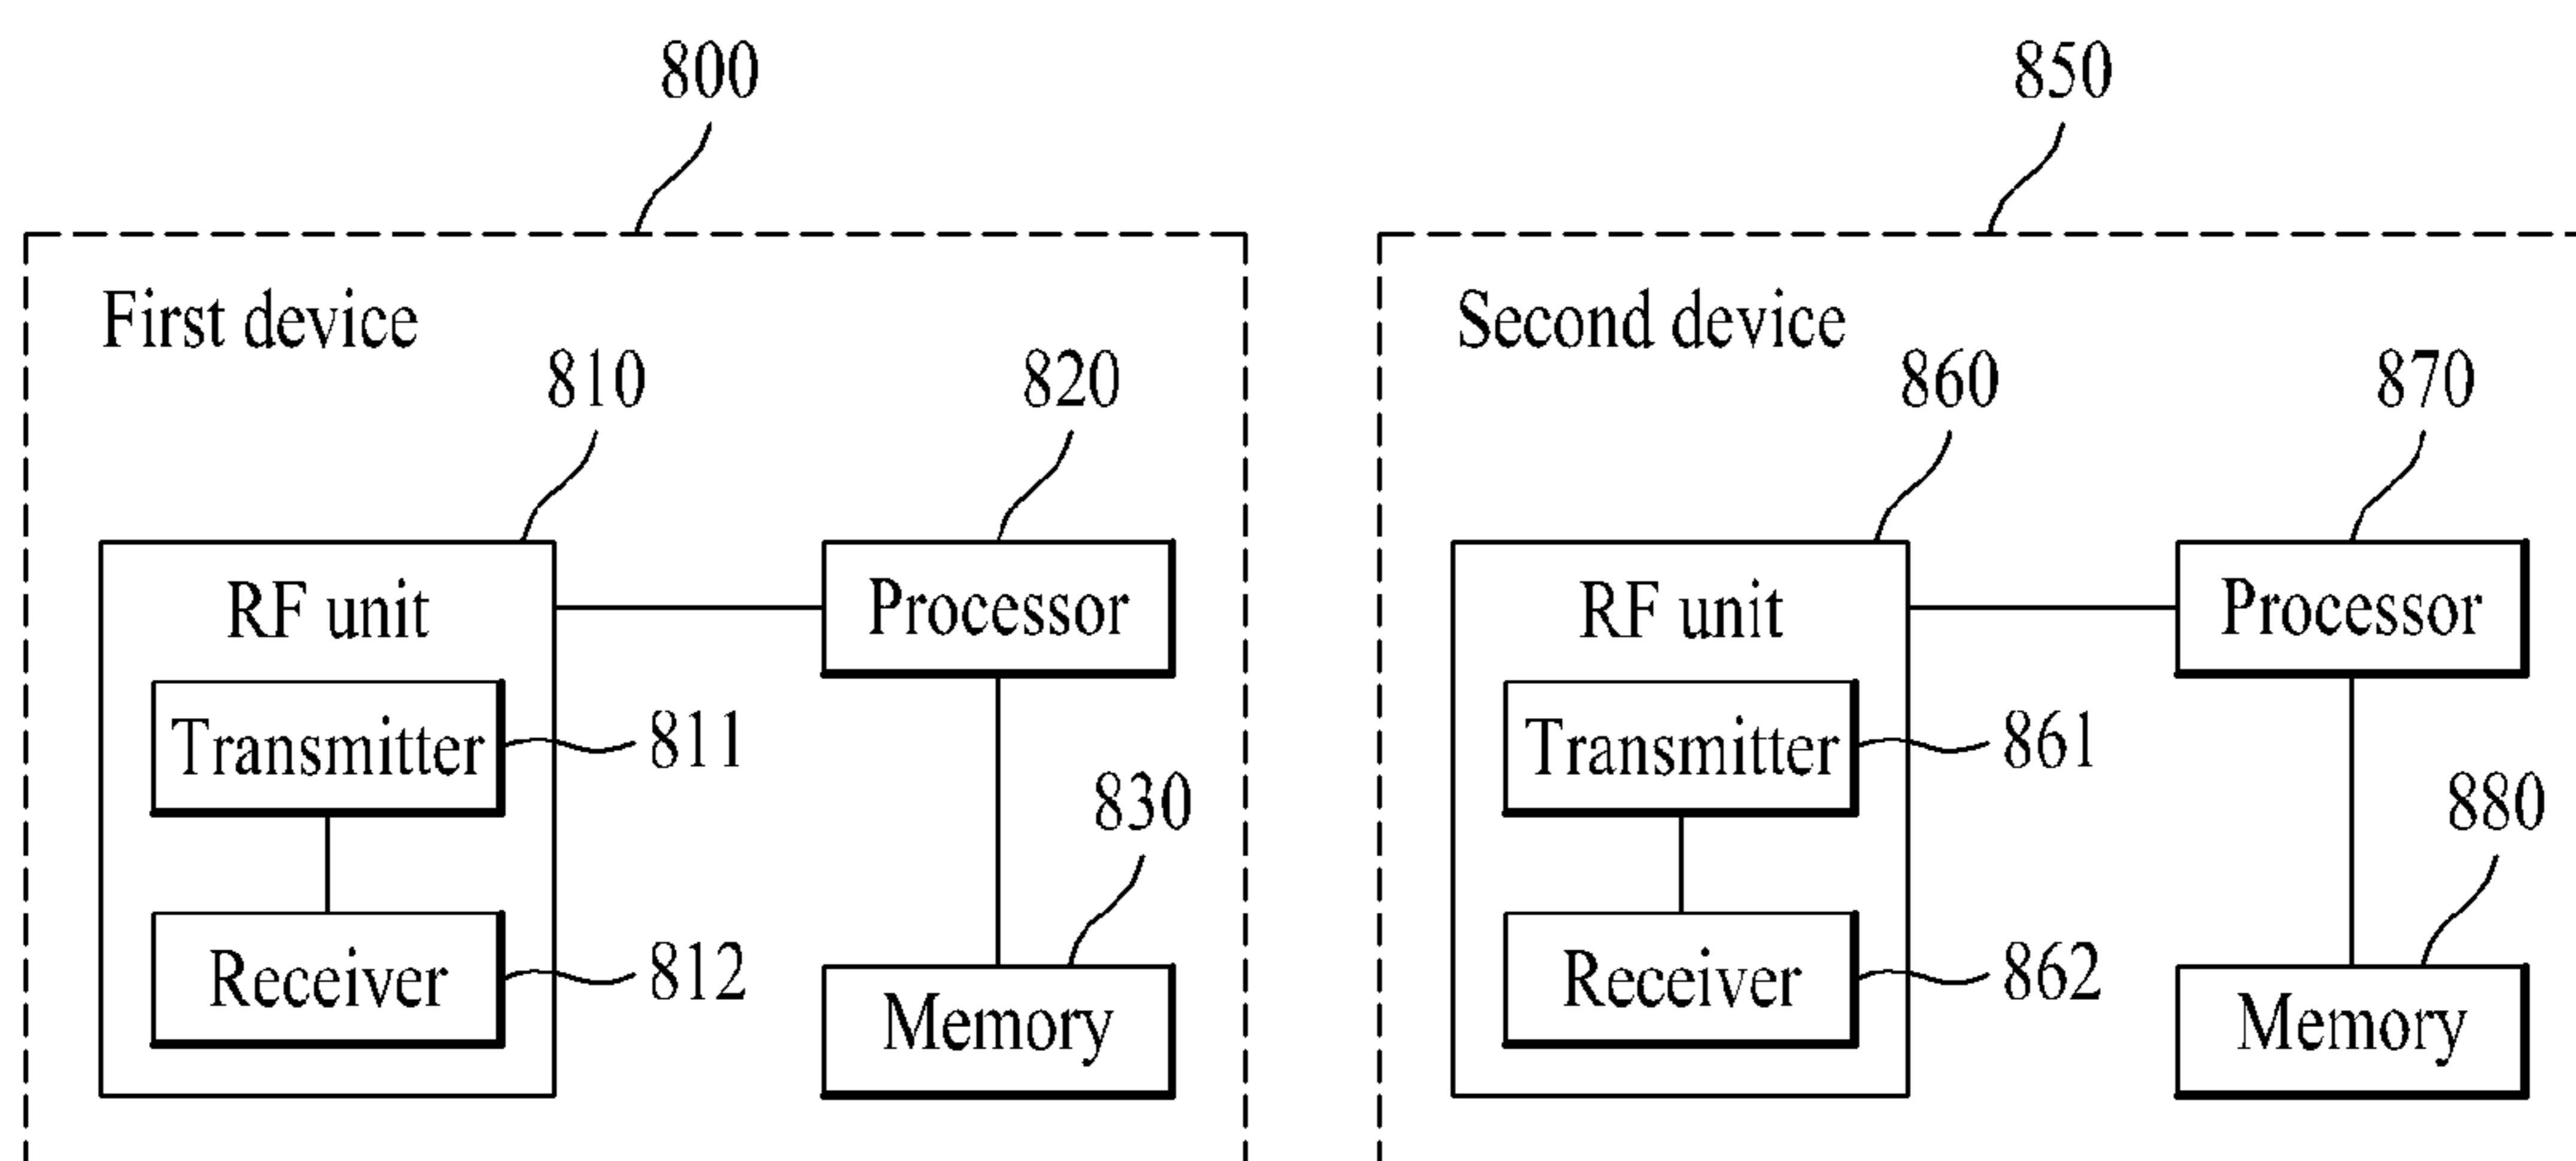 800
First device
810
820
RF unit
Processor
Transmitter
811
830
Receiver
812
Memory
850
Second device
860
870
RF unit
Processor
Transmitter
861
880
Receiver
862
Memory